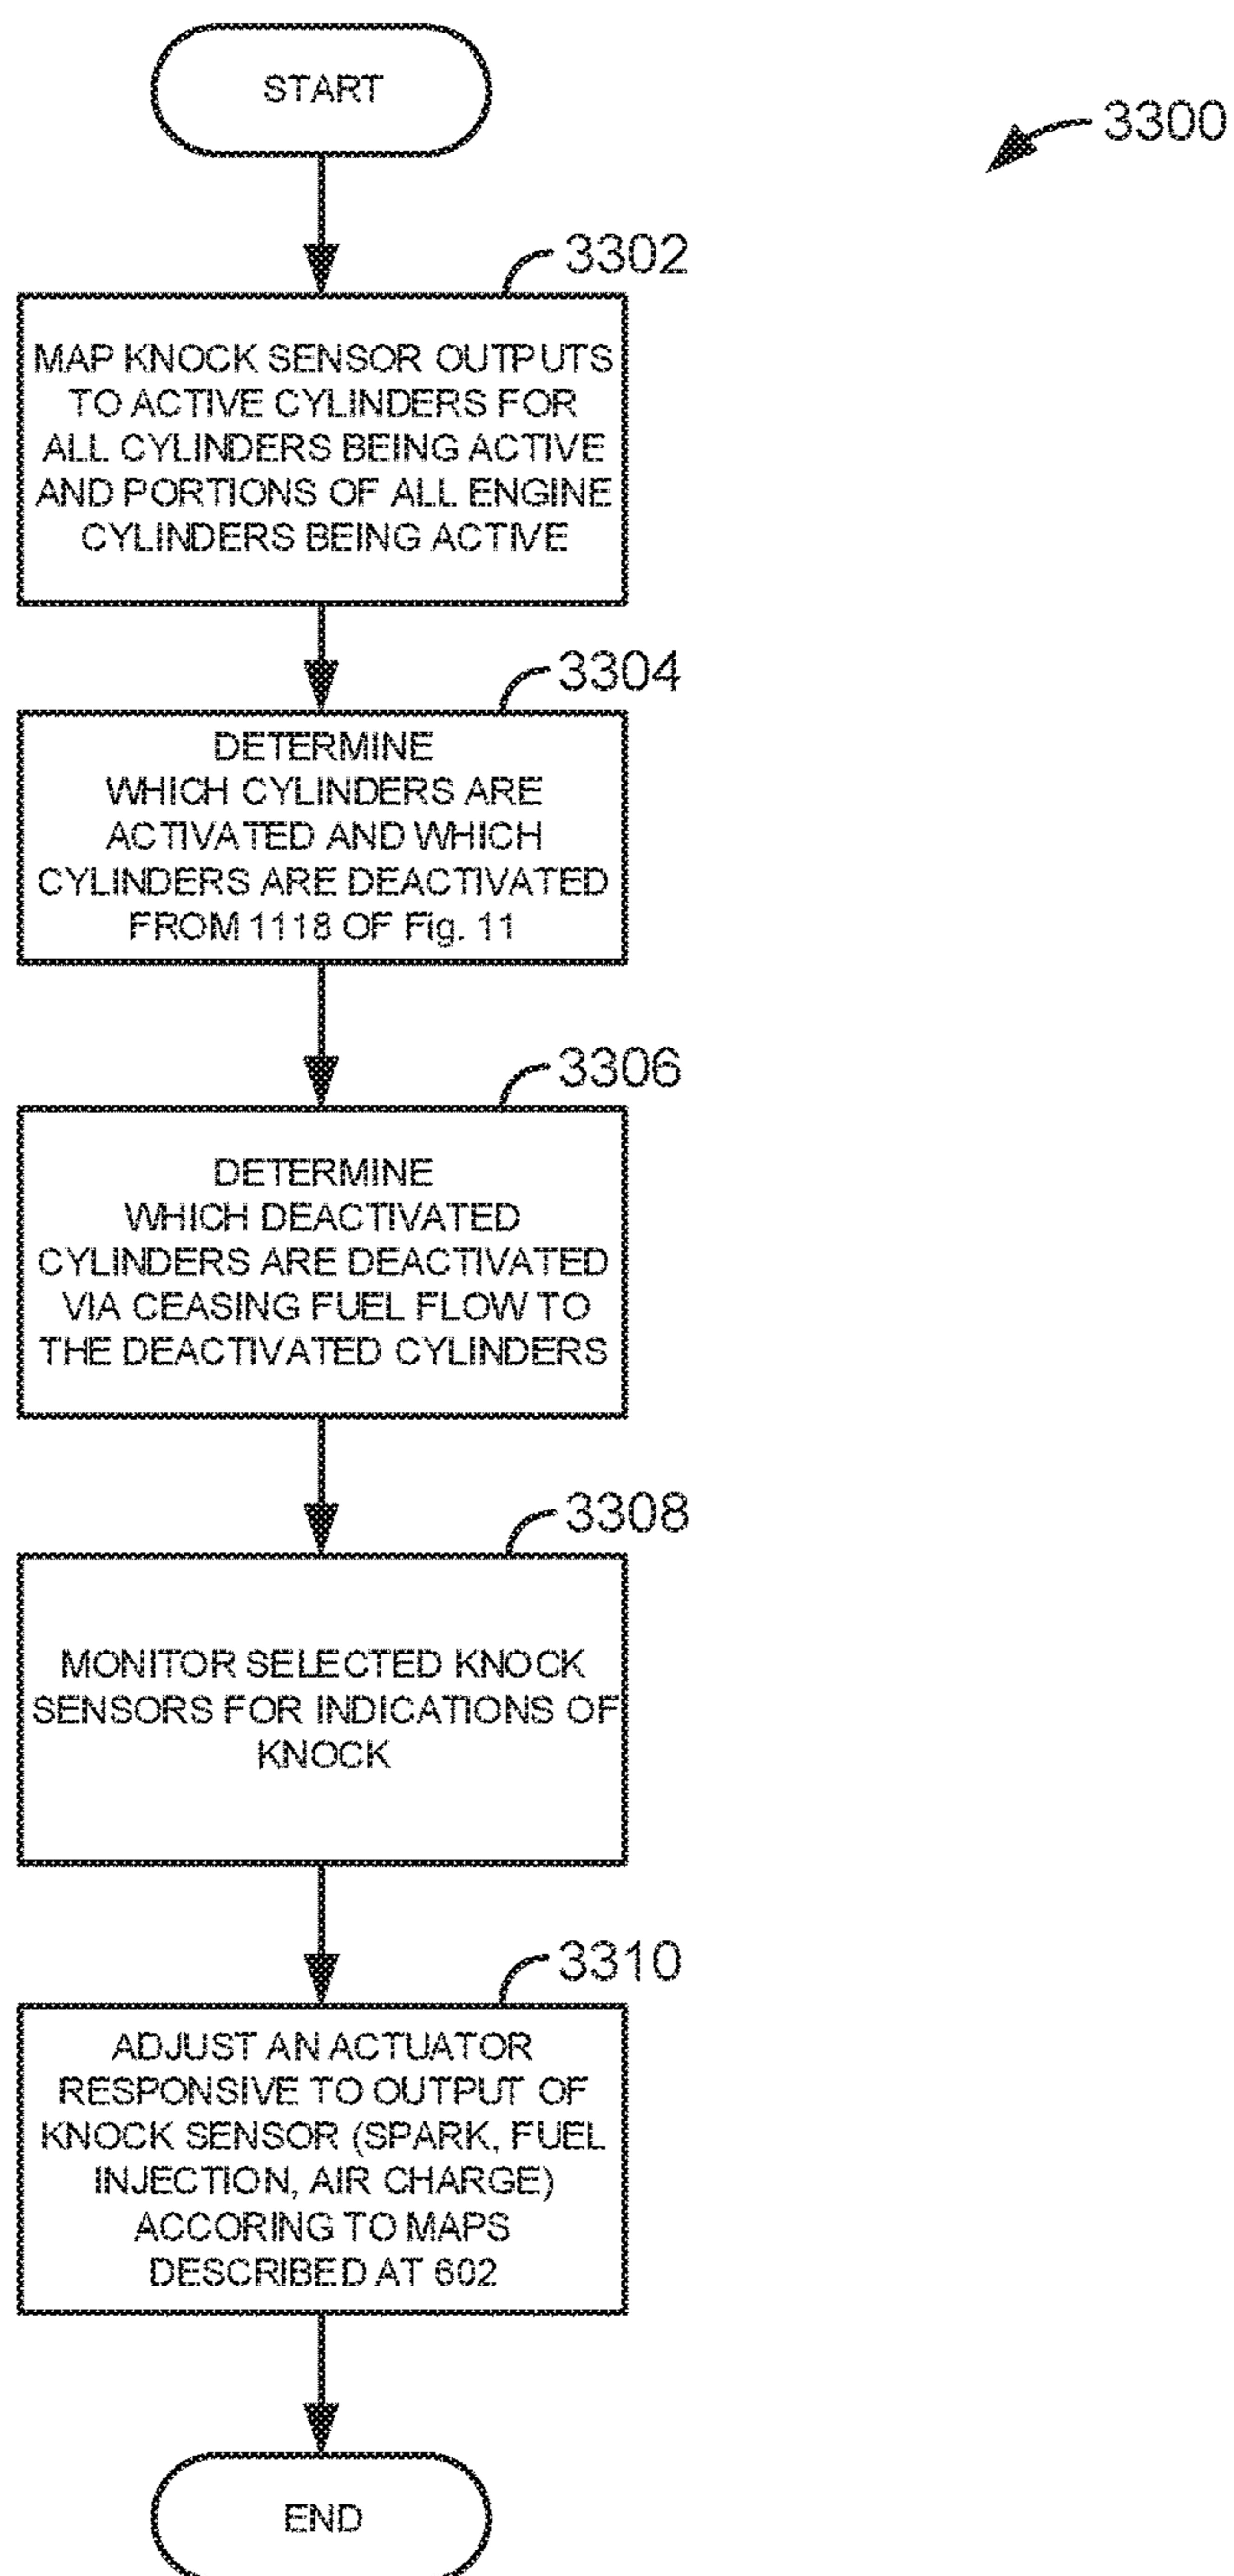 START
3300
3302
MAP KNOCK SENSOR OUTPUTS
TO ACTIVE CYLINDERS FOR
ALL CYLINDERS BEING ACTIVE
AND PORTIONS OF ALL ENGINE
CYLINDERS BEING ACTIVE
3304
DETERMINE
WHICH CYLINDERS ARE
ACTIVATED AND WHICH
CYLINDERS ARE DEACTIVATED
FROM 1118 OF Fig. 11
3306
DETERMINE
WHICH DEACTIVATED
CYLINDERS ARE DEACTIVATED
VIA CEASING FUEL FLOW TO
THE DEACTIVATED CYLINDERS
3308
MONITOR SELECTED KNOCK
SENSORS FOR INDICATIONS OF
KNOCK
3310
ADJUST AN ACTUATOR
RESPONSIVE TO OUTPUT OF
KNOCK SENSOR (SPARK, FUEL
INJECTION, AIR CHARGE)
ACCORING TO MAPS
DESCRIBED AT 602
END